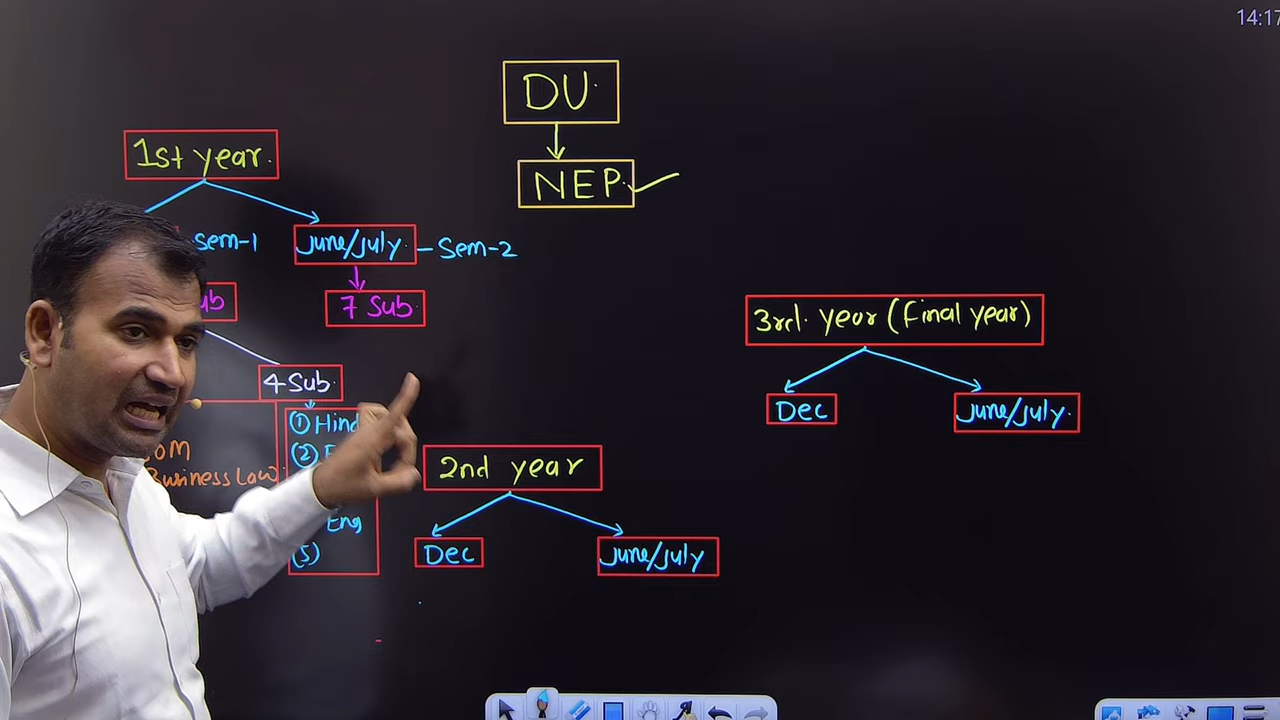 14:17
DU
NEP
1st year
sem-1
June/July - Sem-2
7 Sub
4 Sub
① Hind
(2)
Business Law
Eng
(5)
2nd year
Dec
June/July
3rd year (Final year)
Dec
June/July